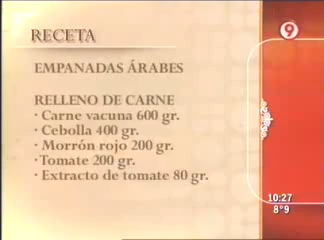 RECETA
9
EMPANADAS ÁRABES
RELLENO DE CARNE
· Carne vacuna 600 gr.
· Cebolla 400 gr.
· Morrón rojo 200 gr.
· Tomate 200 gr.
· Extracto de tomate 80 gr.
10:27
8°9